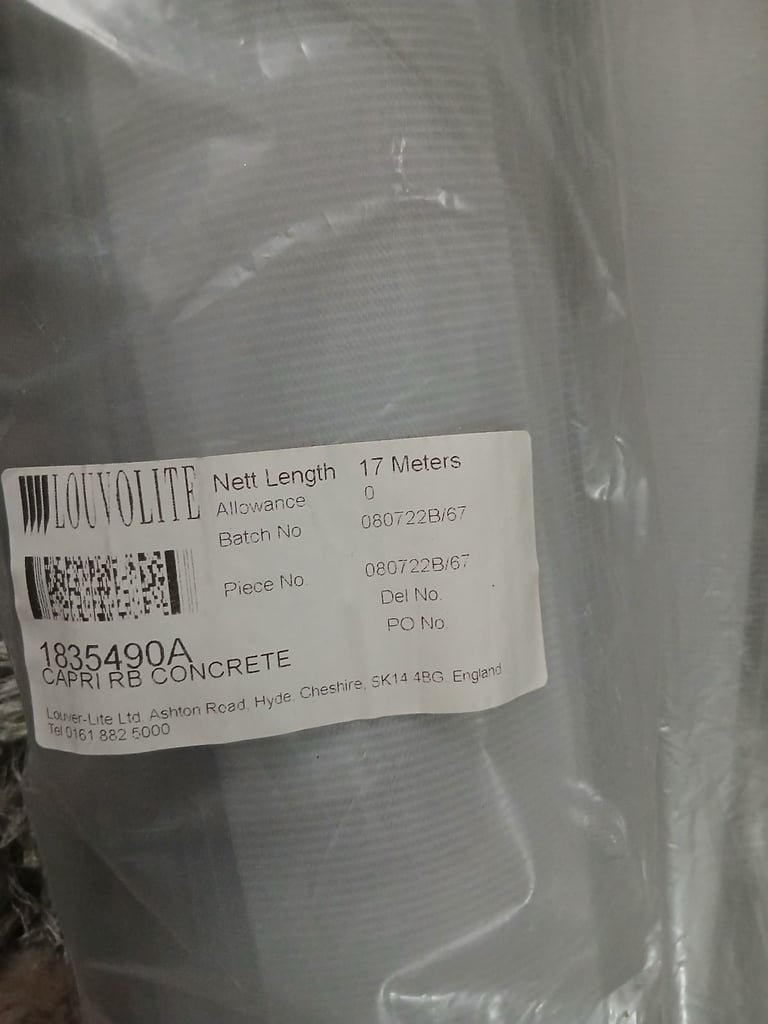 LOUVOLITE
Nett Length 17 Meters
Allowance 0
Batch No 080722B/67
Piece No. 080722B/67
Del No.
PO No
1835490A
CAPRI RB CONCRETE
Louver-Lite Ltd, Ashton Road, Hyde, Cheshire, SK14 4BG, England
Tel 0161 882 5000